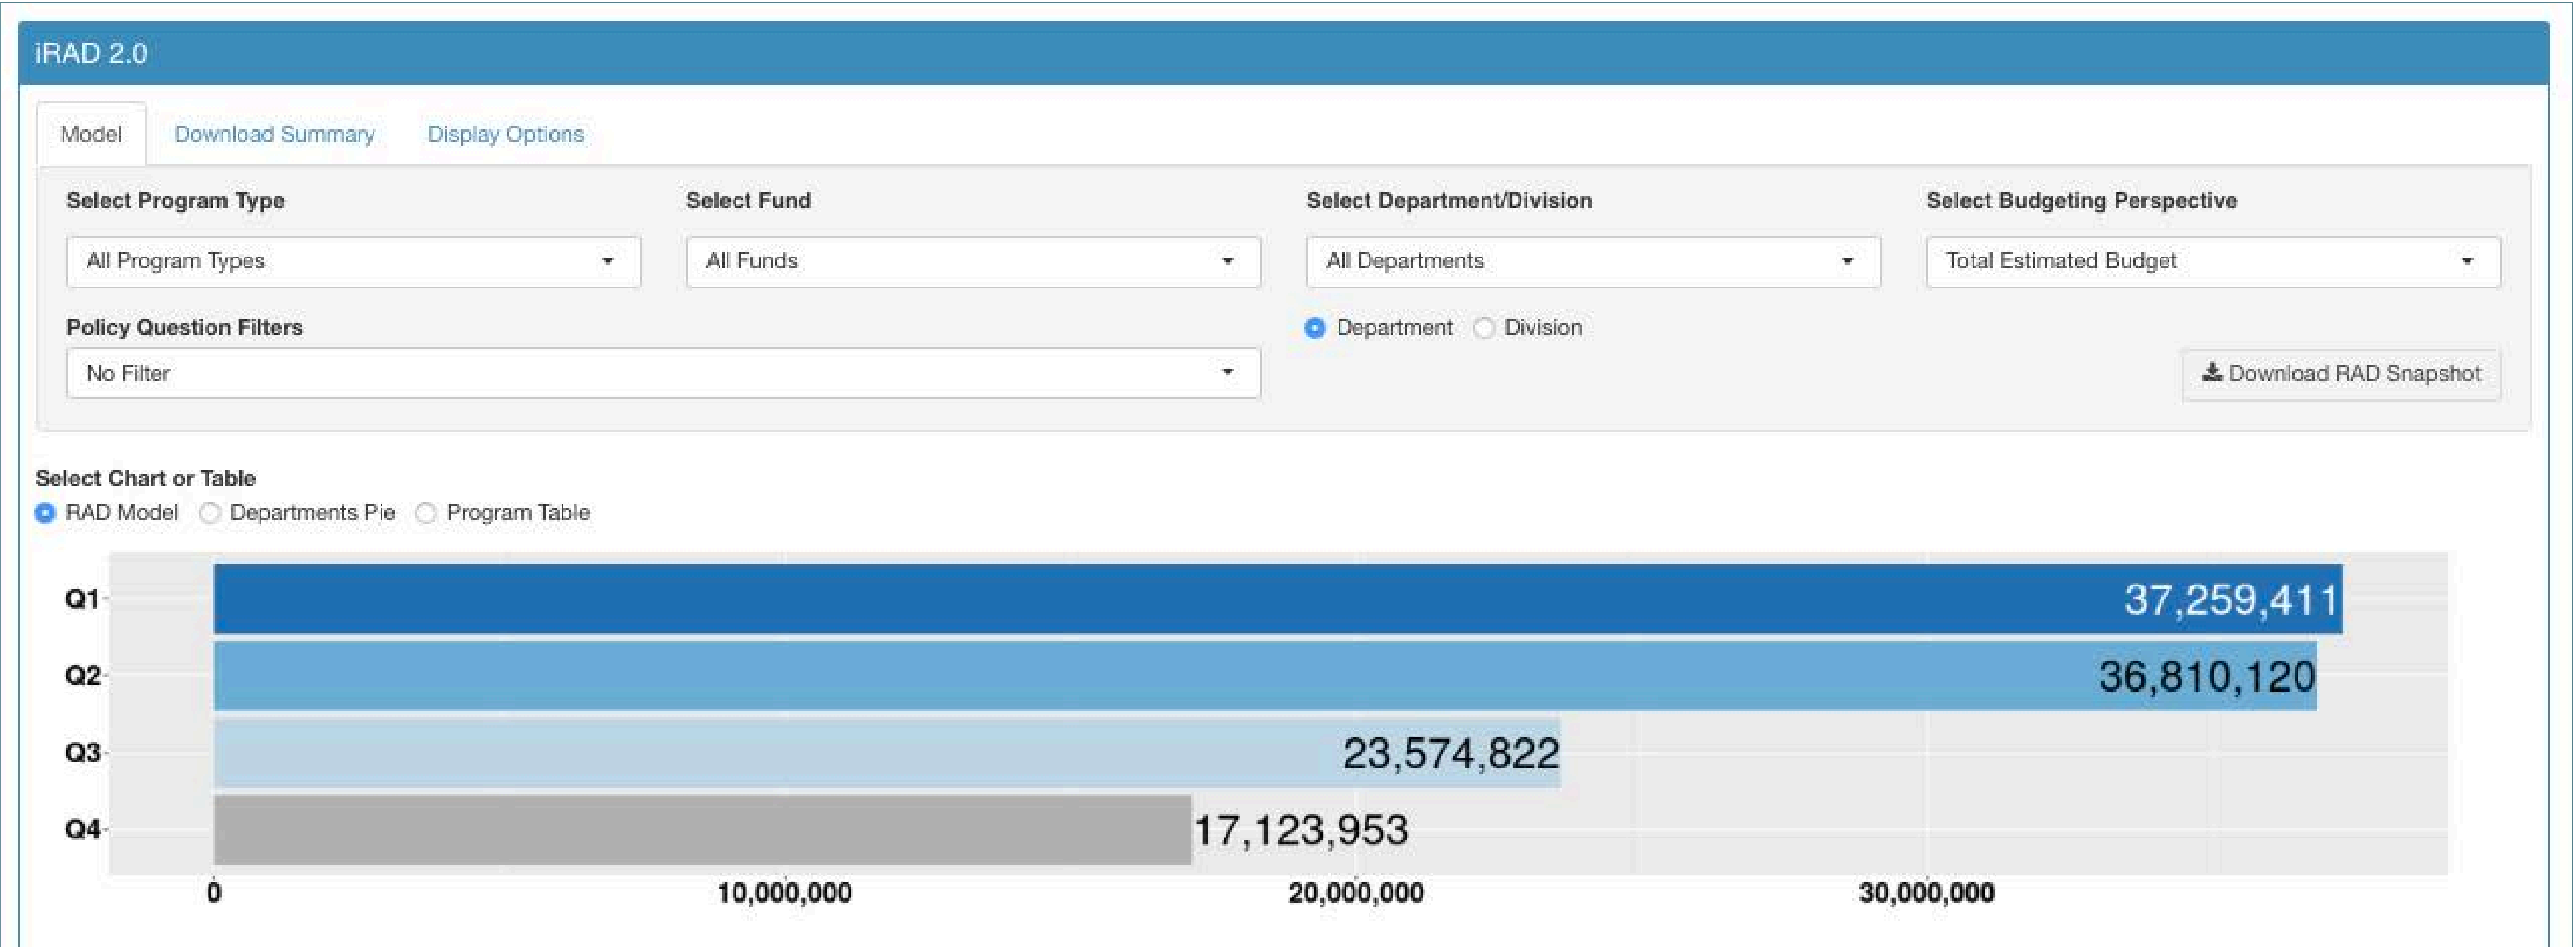 iRAD 2.0
Model Download Summary Display Options
Select Program Type Select Fund Select Department/Division Select Budgeting Perspective
All Program Types All Funds All Departments Total Estimated Budget
Policy Question Filters Department Division
No Filter Download RAD Snapshot
Select Chart or Table
RAD Model Departments Pie Program Table
Q1 37,259,411
Q2 36,810,120
Q3 23,574,822
Q4 17,123,953
0 10,000,000 20,000,000 30,000,000